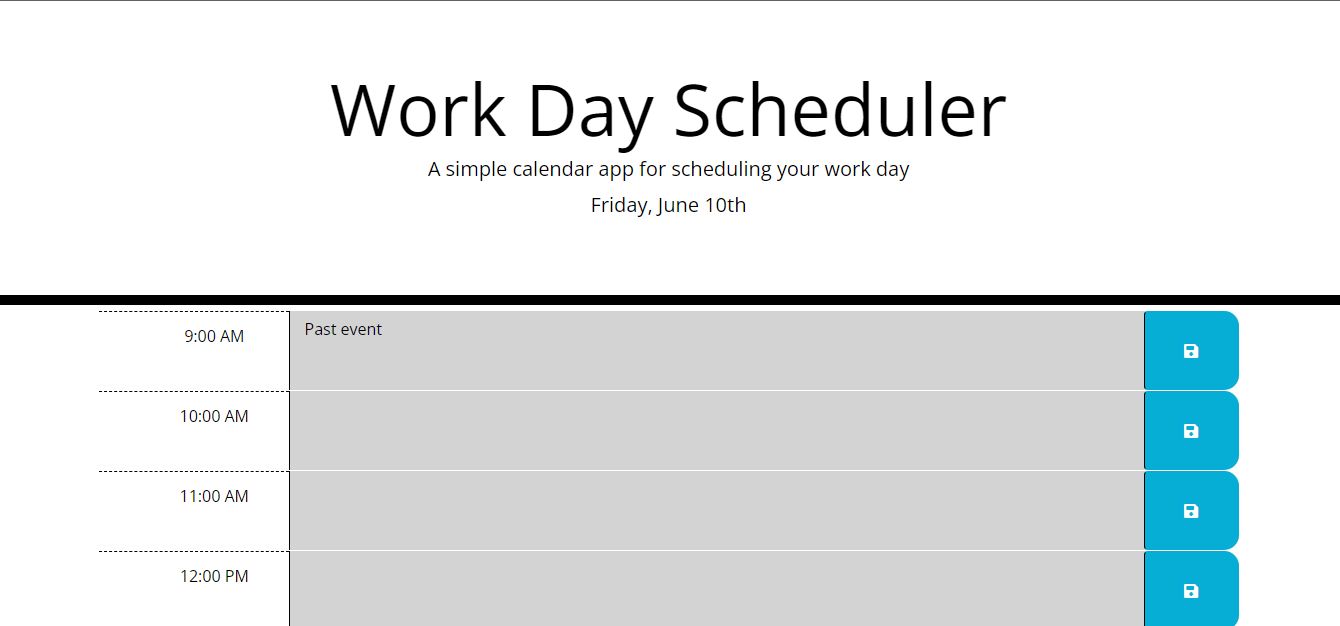 Work Day Scheduler
A simple calendar app for scheduling your work day
Friday, June 10th
9:00 AM
Past event
10:00 AM
11:00 AM
12:00 PM